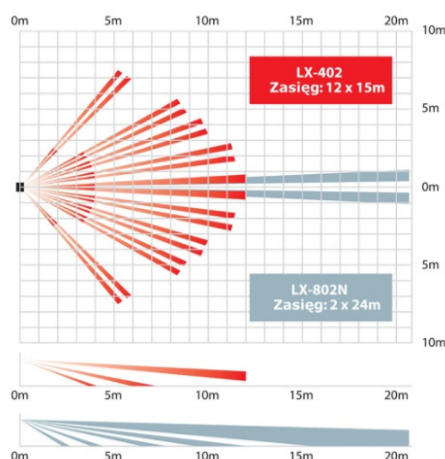 0m 5m 10m 15m 20m
10m
LX-402
Zasięg: 12 x 15m
5m
0m
5m
LX-802N
Zasięg: 2 x 24m
10m
0m 5m 10m 15m 20m
0m 5m 10m 15m 20m